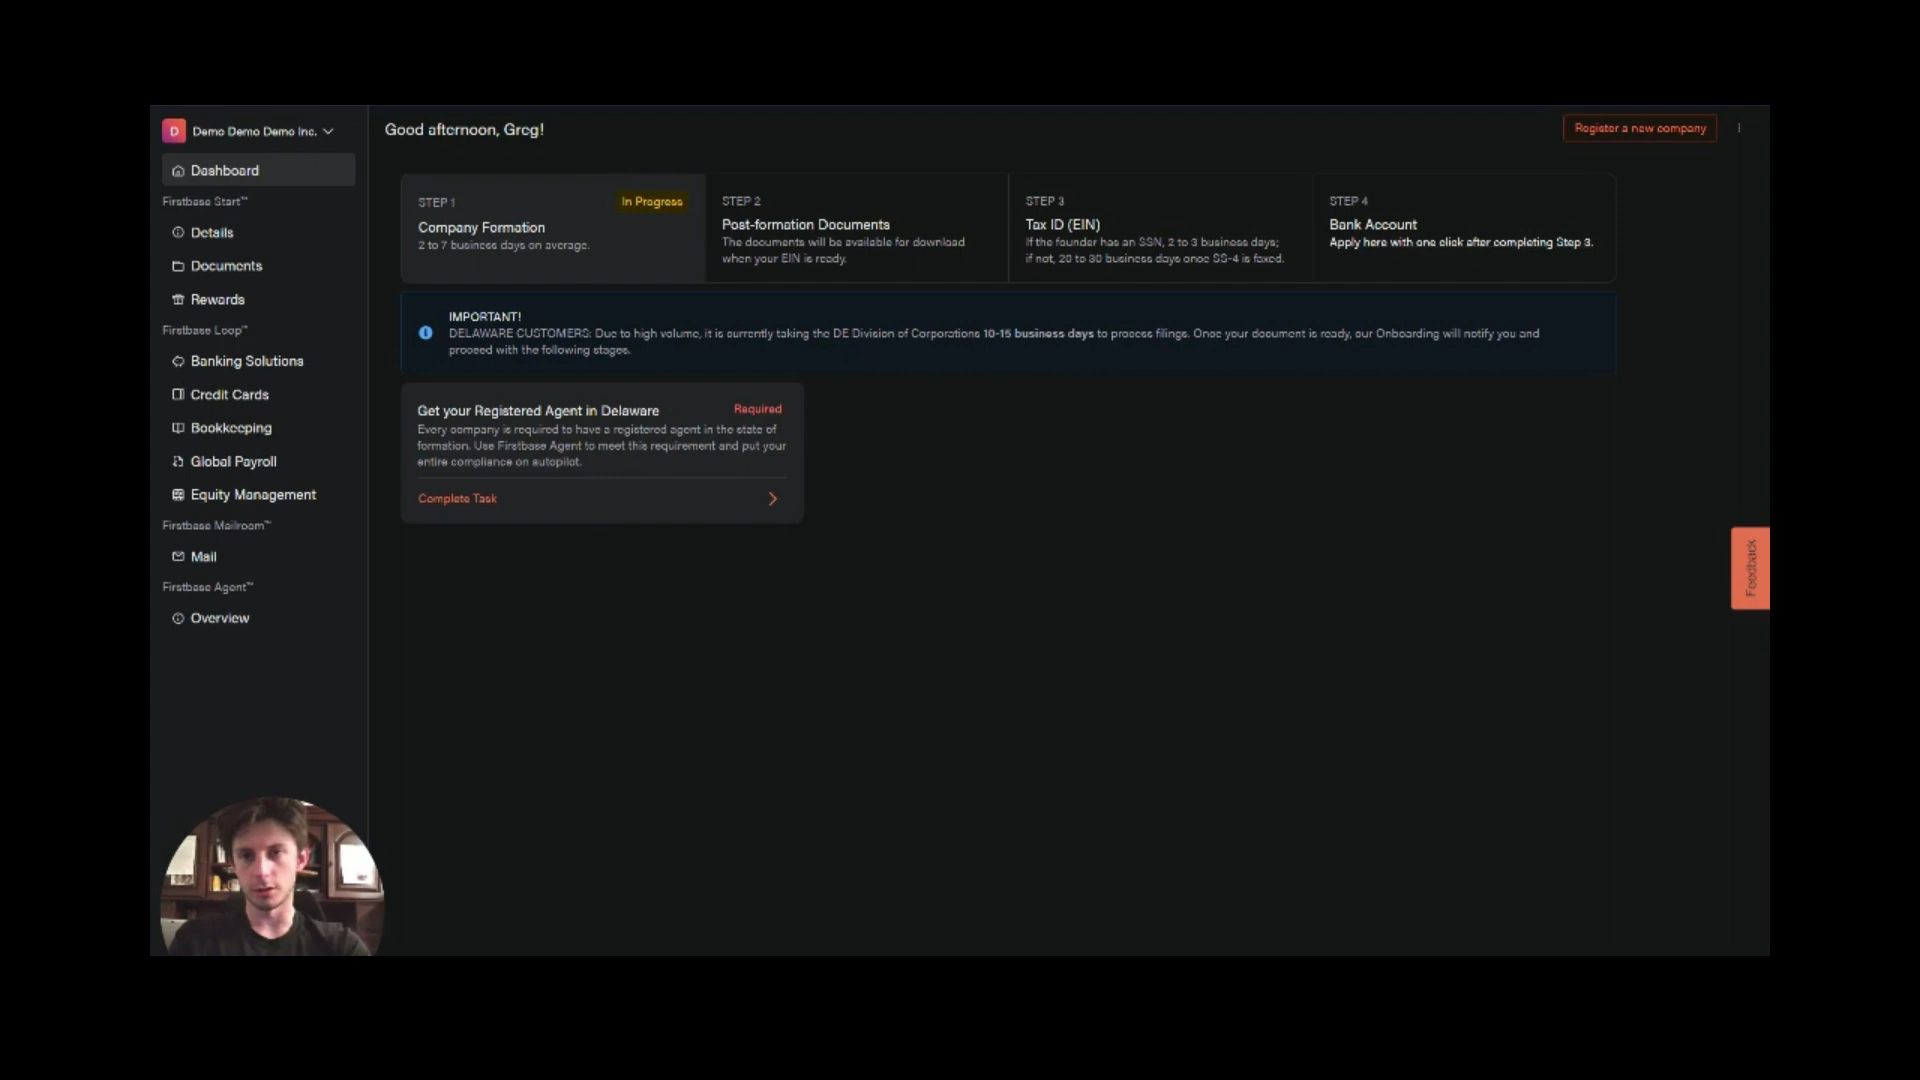 D Demo Demo Demo Inc.
Dashboard
Firstbase Start™
Details
Documents
Rewards
Firstbase Loop™
Banking Solutions
Credit Cards
Bookkeeping
Global Payroll
Equity Management
Firstbase Mailroom™
Mail
Firstbase Agent™
Overview
Good afternoon, Greg!
Register a new company
STEP 1
In Progress
Company Formation
2 to 7 business days on average.
STEP 2
Post-formation Documents
The documents will be available for download
when your EIN is ready.
STEP 3
Tax ID (EIN)
If the founder has an SSN, 2 to 3 business days;
if not, 20 to 30 business days once SS-4 is faxed.
STEP 4
Bank Account
Apply here with one click after completing Step 3.
IMPORTANT!
DELAWARE CUSTOMERS: Due to high volume, it is currently taking the DE Division of Corporations 10-15 business days to process filings. Once your document is ready, our Onboarding will notify you and
proceed with the following stages.
Get your Registered Agent in Delaware
Required
Every company is required to have a registered agent in the state of
formation. Use Firstbase Agent to meet this requirement and put your
entire compliance on autopilot.
Complete Task
Feedback